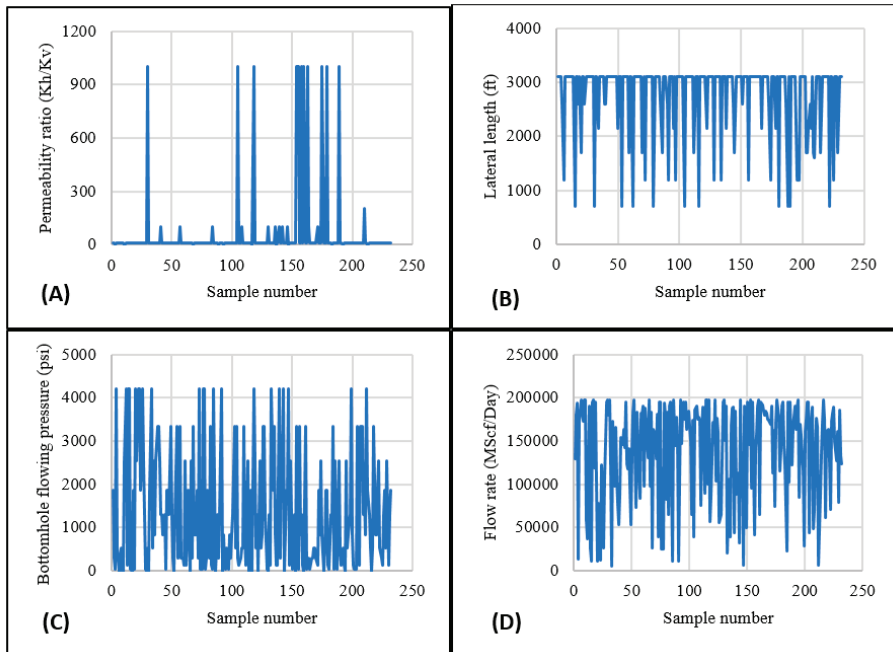 Permeability ratio (Kh/Kv)
1200
900
600
300
0
0 50 100 150 200 250
Sample number
(A)
Lateral length (ft)
4000
3000
2000
1000
0
0 50 100 150 200 250
Sample number
(B)
Bottomhole flowing pressure (psi)
5000
4000
3000
2000
1000
0
0 50 100 150 200 250
Sample number
(C)
Flow rate (MScf/Day)
250000
200000
150000
100000
50000
0
0 50 100 150 200 250
Sample number
(D)